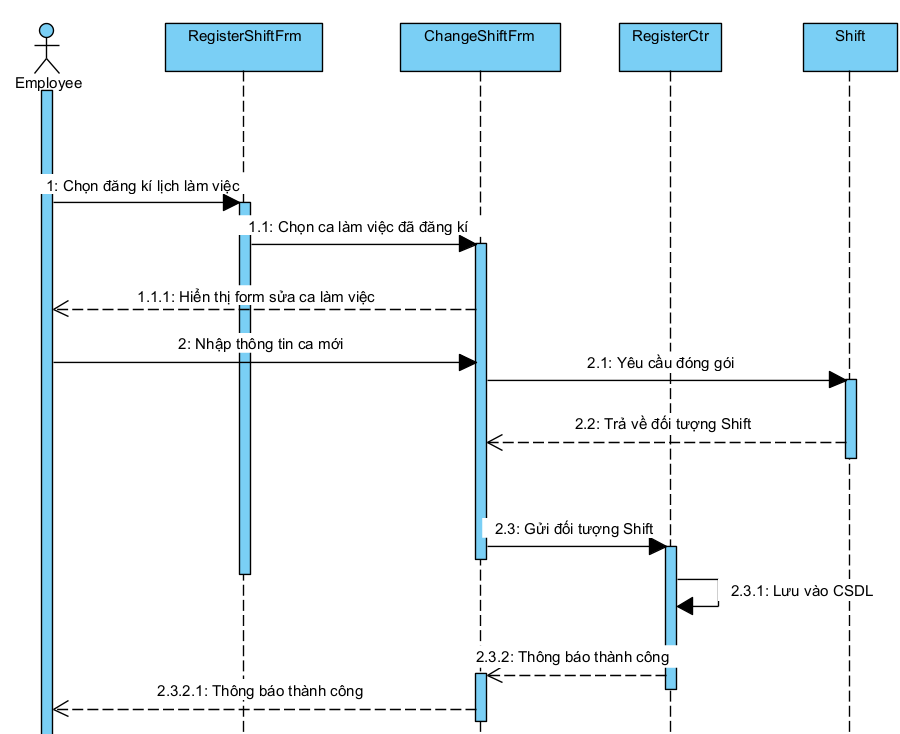 RegisterShiftFrm
ChangeShiftFrm
RegisterCtr
Shift
Employee
1: Chọn đăng kí lịch làm việc
1.1: Chọn ca làm việc đã đăng kí
1.1.1: Hiển thị form sửa ca làm việc
2: Nhập thông tin ca mới
2.1: Yêu cầu đóng gói
2.2: Trả về đối tượng Shift
2.3: Gửi đối tượng Shift
2.3.1: Lưu vào CSDL
2.3.2: Thông báo thành công
2.3.2.1: Thông báo thành công